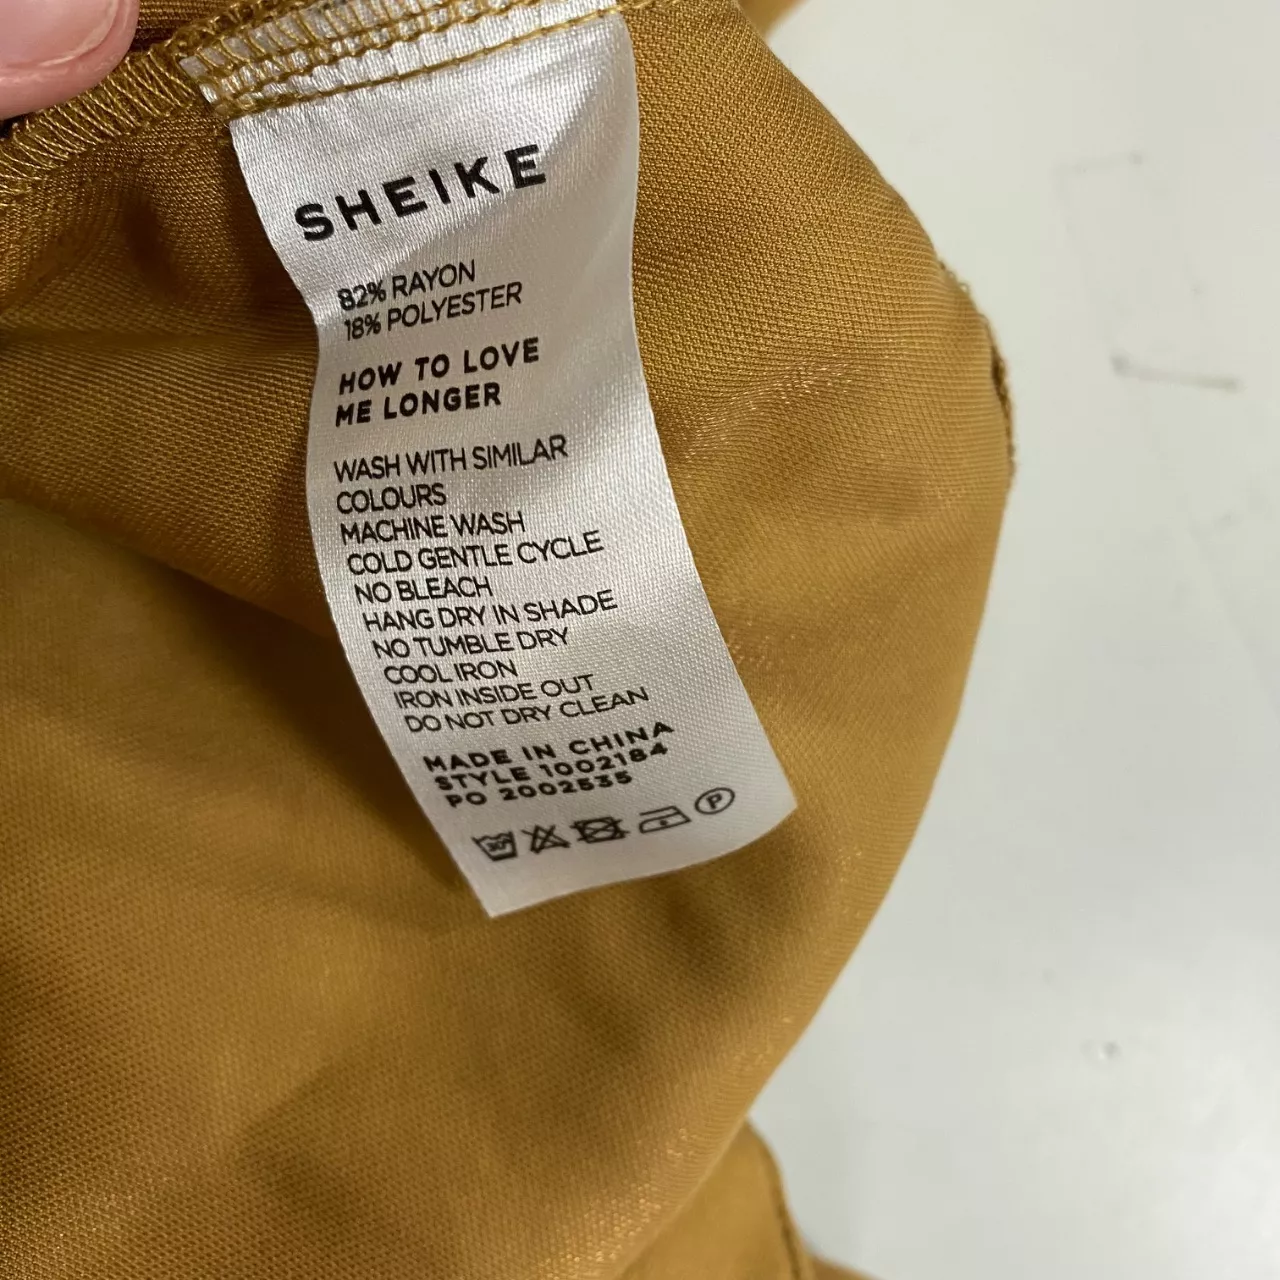 SHEIKE
82% RAYON
18% POLYESTER
HOW TO LOVE
ME LONGER
WASH WITH SIMILAR
COLOURS
MACHINE WASH
COLD GENTLE CYCLE
NO BLEACH
HANG DRY IN SHADE
NO TUMBLE DRY
COOL IRON
IRON INSIDE OUT
DO NOT DRY CLEAN
MADE IN CHINA
STYLE 1002184
PO 2002535
30° P